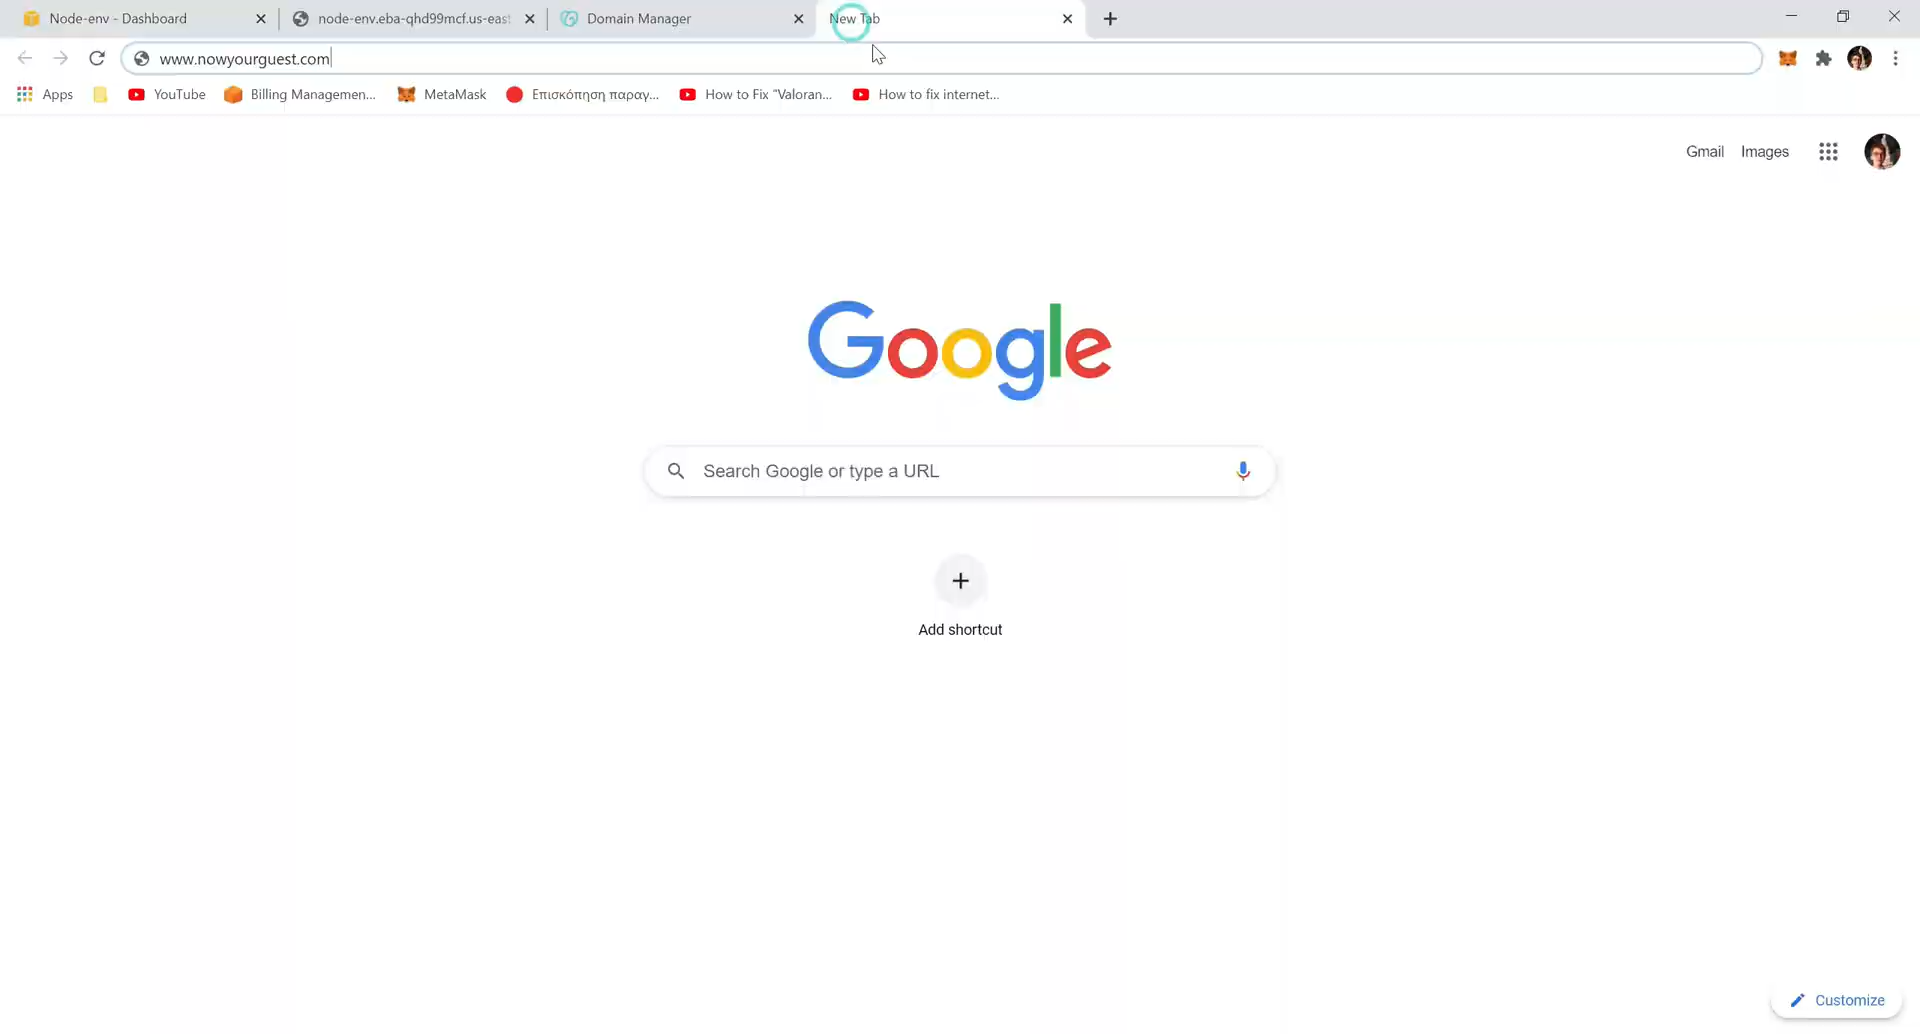 Node-env - Dashboard
node-env.eba-qhd99mcf.us-east
Domain Manager
New Tab
www.nowyourguest.com
Apps
YouTube
Billing Managemen...
MetaMask
Επισκόπηση παραγ...
How to Fix "Valoran...
How to fix internet...
Gmail
Images
Google
Search Google or type a URL
Add shortcut
Customize